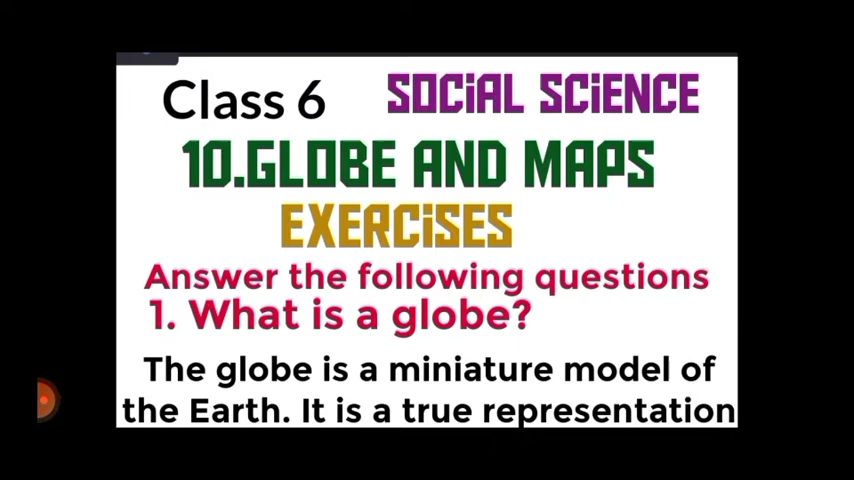 Class 6 SOCiAL SCiENCE
10.GLOBE AND MAPS
EXERCiSES
Answer the following questions
1. What is a globe?
The globe is a miniature model of
the Earth. It is a true representation